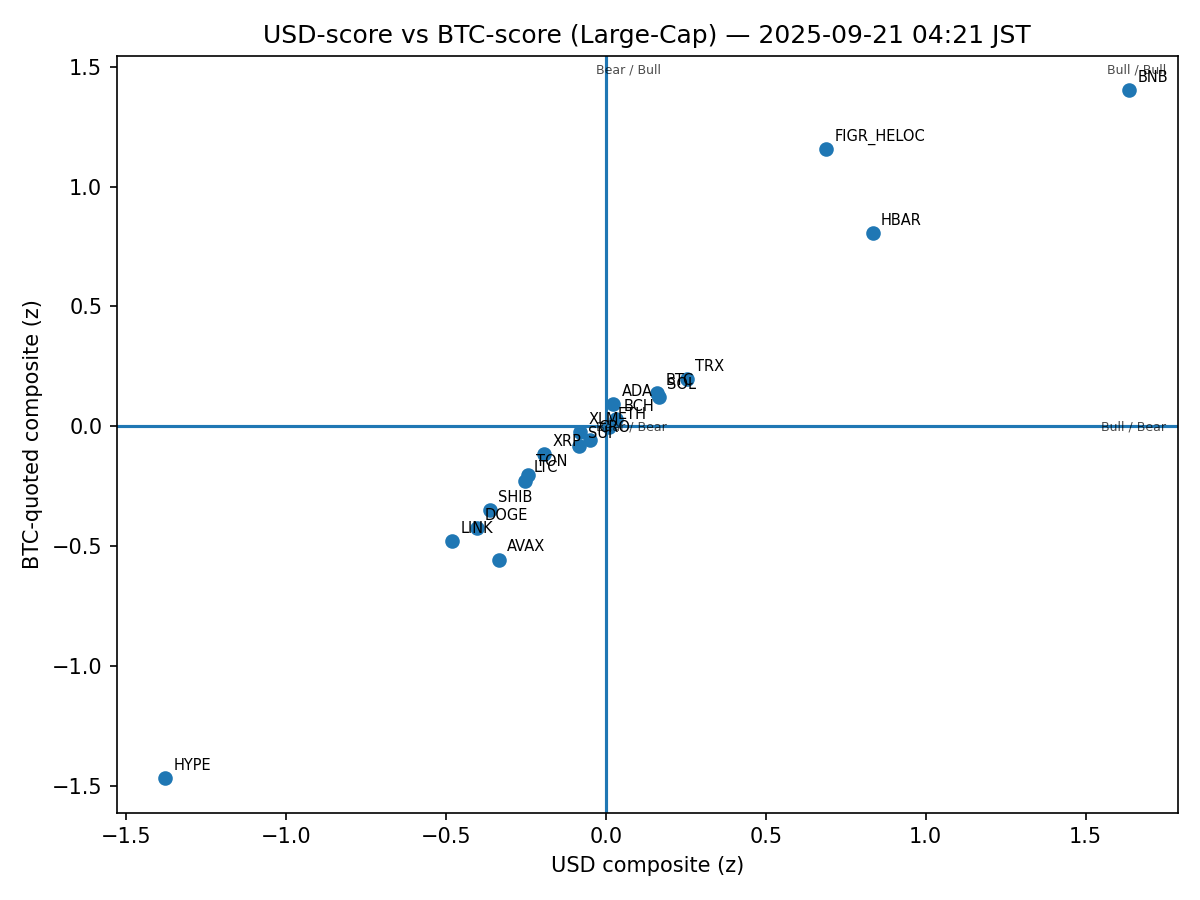 USD-score vs BTC-score (Large-Cap) — 2025-09-21 04:21 JST
Bear / Bull
Bull / Bull
BNB
FIGR_HELOC
HBAR
TRX
BTC
SOL
ADA
BCH
ETH
XLM
CRO
SUI
/ Bear
Bull / Bear
XRP
TON
LTC
SHIB
DOGE
LINK
AVAX
HYPE
1.5
1.0
0.5
0.0
−0.5
−1.0
−1.5
BTC-quoted composite (z)
−1.5
−1.0
−0.5
0.0
0.5
1.0
1.5
USD composite (z)